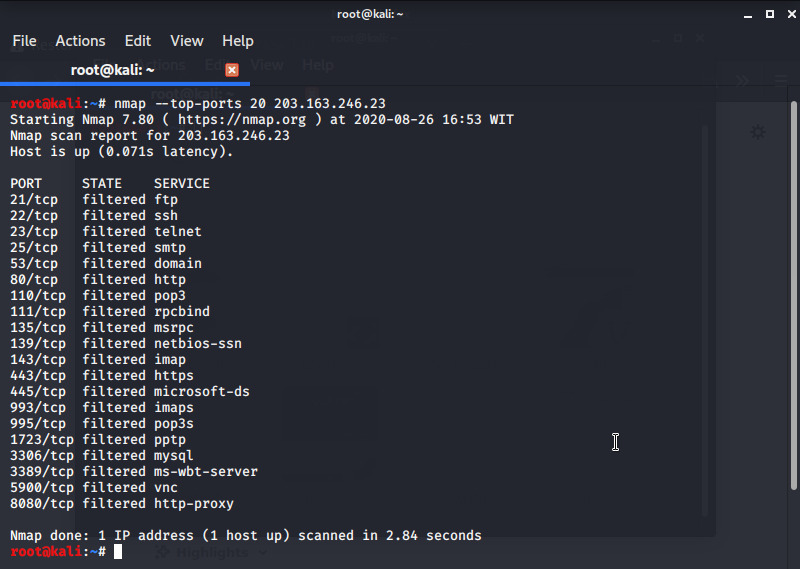 root@kali: ~
File Actions Edit View Help
root@kali: ~
root@kali:~# nmap --top-ports 20 203.163.246.23
Starting Nmap 7.80 ( https://nmap.org ) at 2020-08-26 16:53 WIT
Nmap scan report for 203.163.246.23
Host is up (0.071s latency).
PORT STATE SERVICE
21/tcp filtered ftp
22/tcp filtered ssh
23/tcp filtered telnet
25/tcp filtered smtp
53/tcp filtered domain
80/tcp filtered http
110/tcp filtered pop3
111/tcp filtered rpcbind
135/tcp filtered msrpc
139/tcp filtered netbios-ssn
143/tcp filtered imap
443/tcp filtered https
445/tcp filtered microsoft-ds
993/tcp filtered imaps
995/tcp filtered pop3s
1723/tcp filtered pptp
3306/tcp filtered mysql
3389/tcp filtered ms-wbt-server
5900/tcp filtered vnc
8080/tcp filtered http-proxy
Nmap done: 1 IP address (1 host up) scanned in 2.84 seconds
root@kali:~#
Highlights